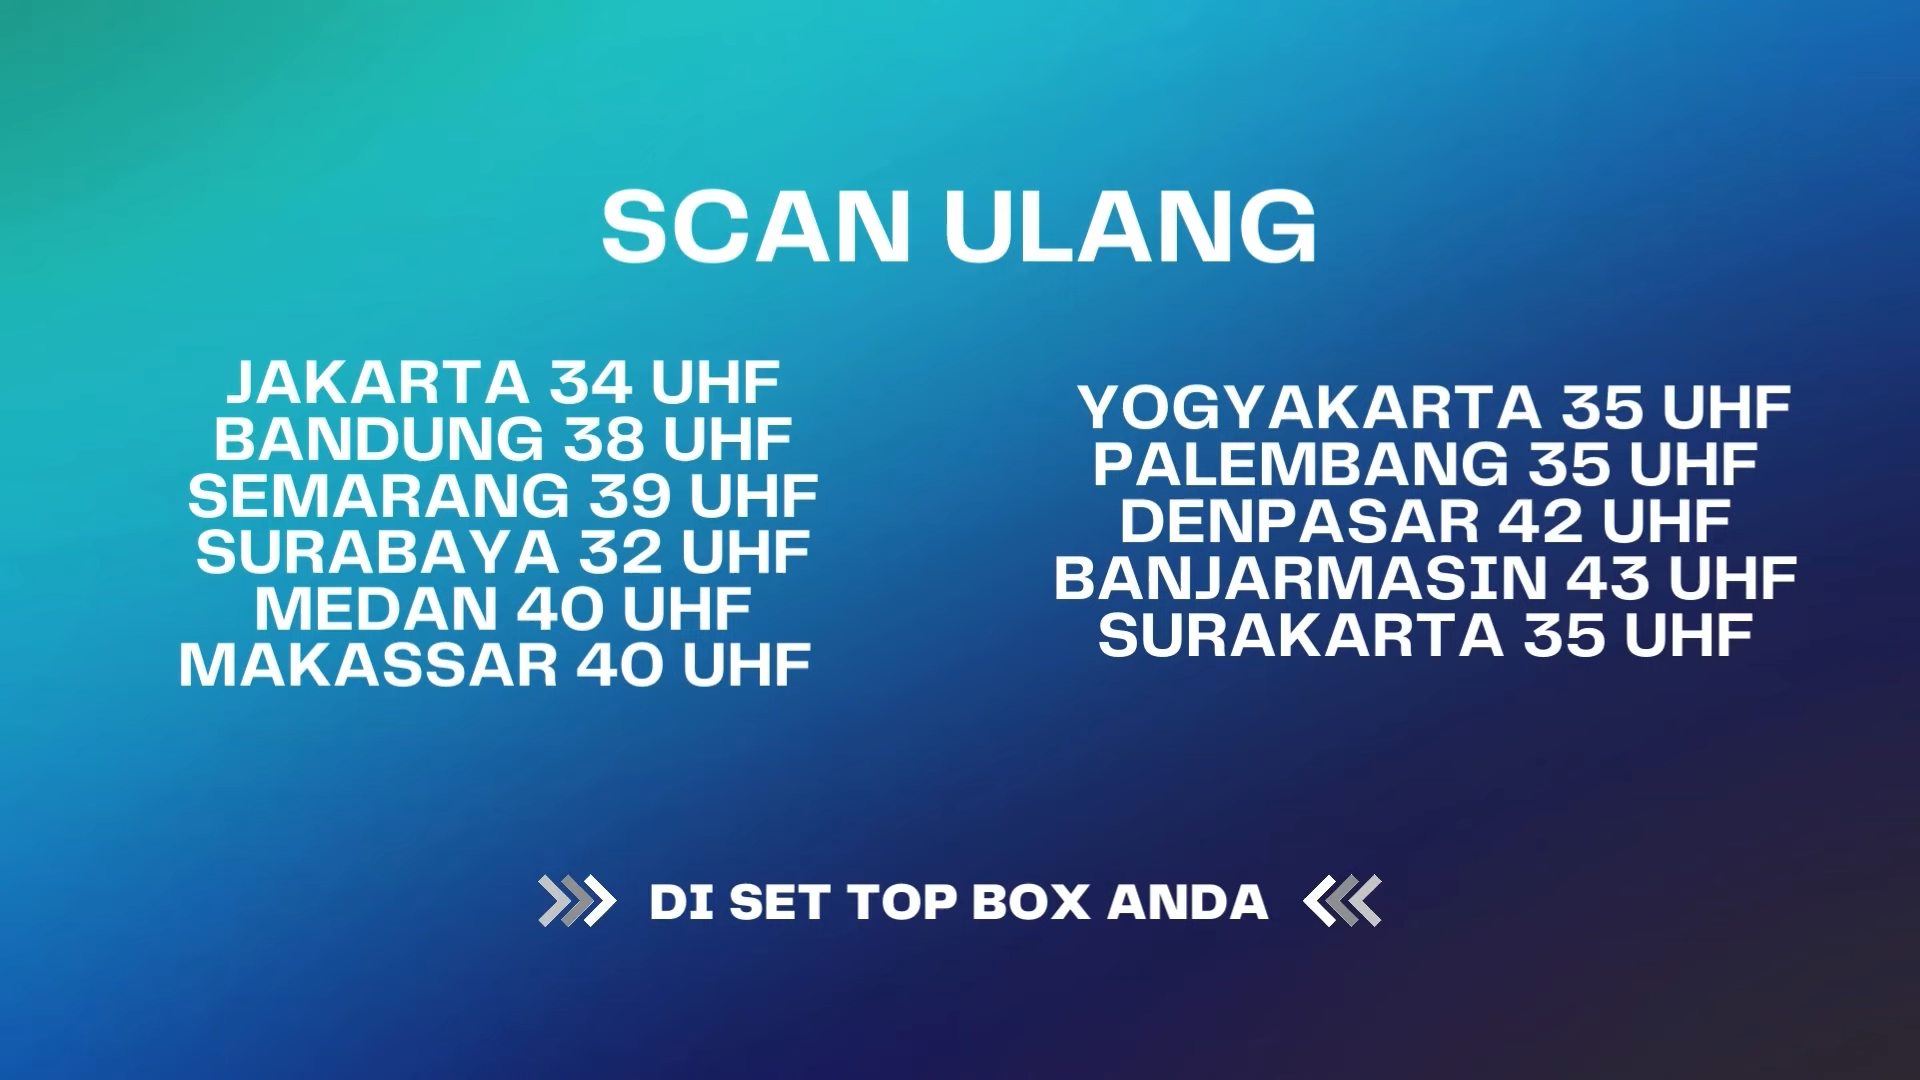 SCAN ULANG
JAKARTA 34 UHF
BANDUNG 38 UHF
SEMARANG 39 UHF
SURABAYA 32 UHF
MEDAN 40 UHF
MAKASSAR 40 UHF
YOGYAKARTA 35 UHF
PALEMBANG 35 UHF
DENPASAR 42 UHF
BANJARMASIN 43 UHF
SURAKARTA 35 UHF
DI SET TOP BOX ANDA